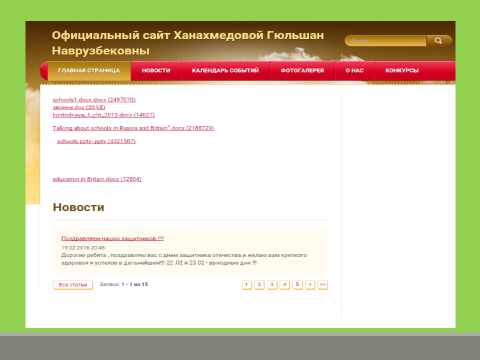 Официальный сайт Ханахмедовой Гюльшан
Наврузбековны
ГЛАВНАЯ СТРАНИЦА НОВОСТИ КАЛЕНДАРЬ СОБЫТИЙ ФОТОГАЛЕРЕЯ О НАС КОНКУРСЫ
schools1.docx.docx (2497070)
звонки.doc (20 kB)
kontrolnaya_1_cht_2013.docx (14627)
Talking about schools in Russia and Britain".docx (2188729)
schools.pptx-.pptx (4321587)
education in Britain.docx (12804)
Новости
Поздравляем наших защитников !!!!
19.02.2016 20:45
Дорогие ребята , поздравляю вас с днем защитника отечества и желаю вам крепкого
здоровья и успехов в дальнейшем!!! 22 .02 и 23.02 - выходные дни !!!
Все статьи Записи: 1 - 1 из 15 1 2 3 4 5 > >>